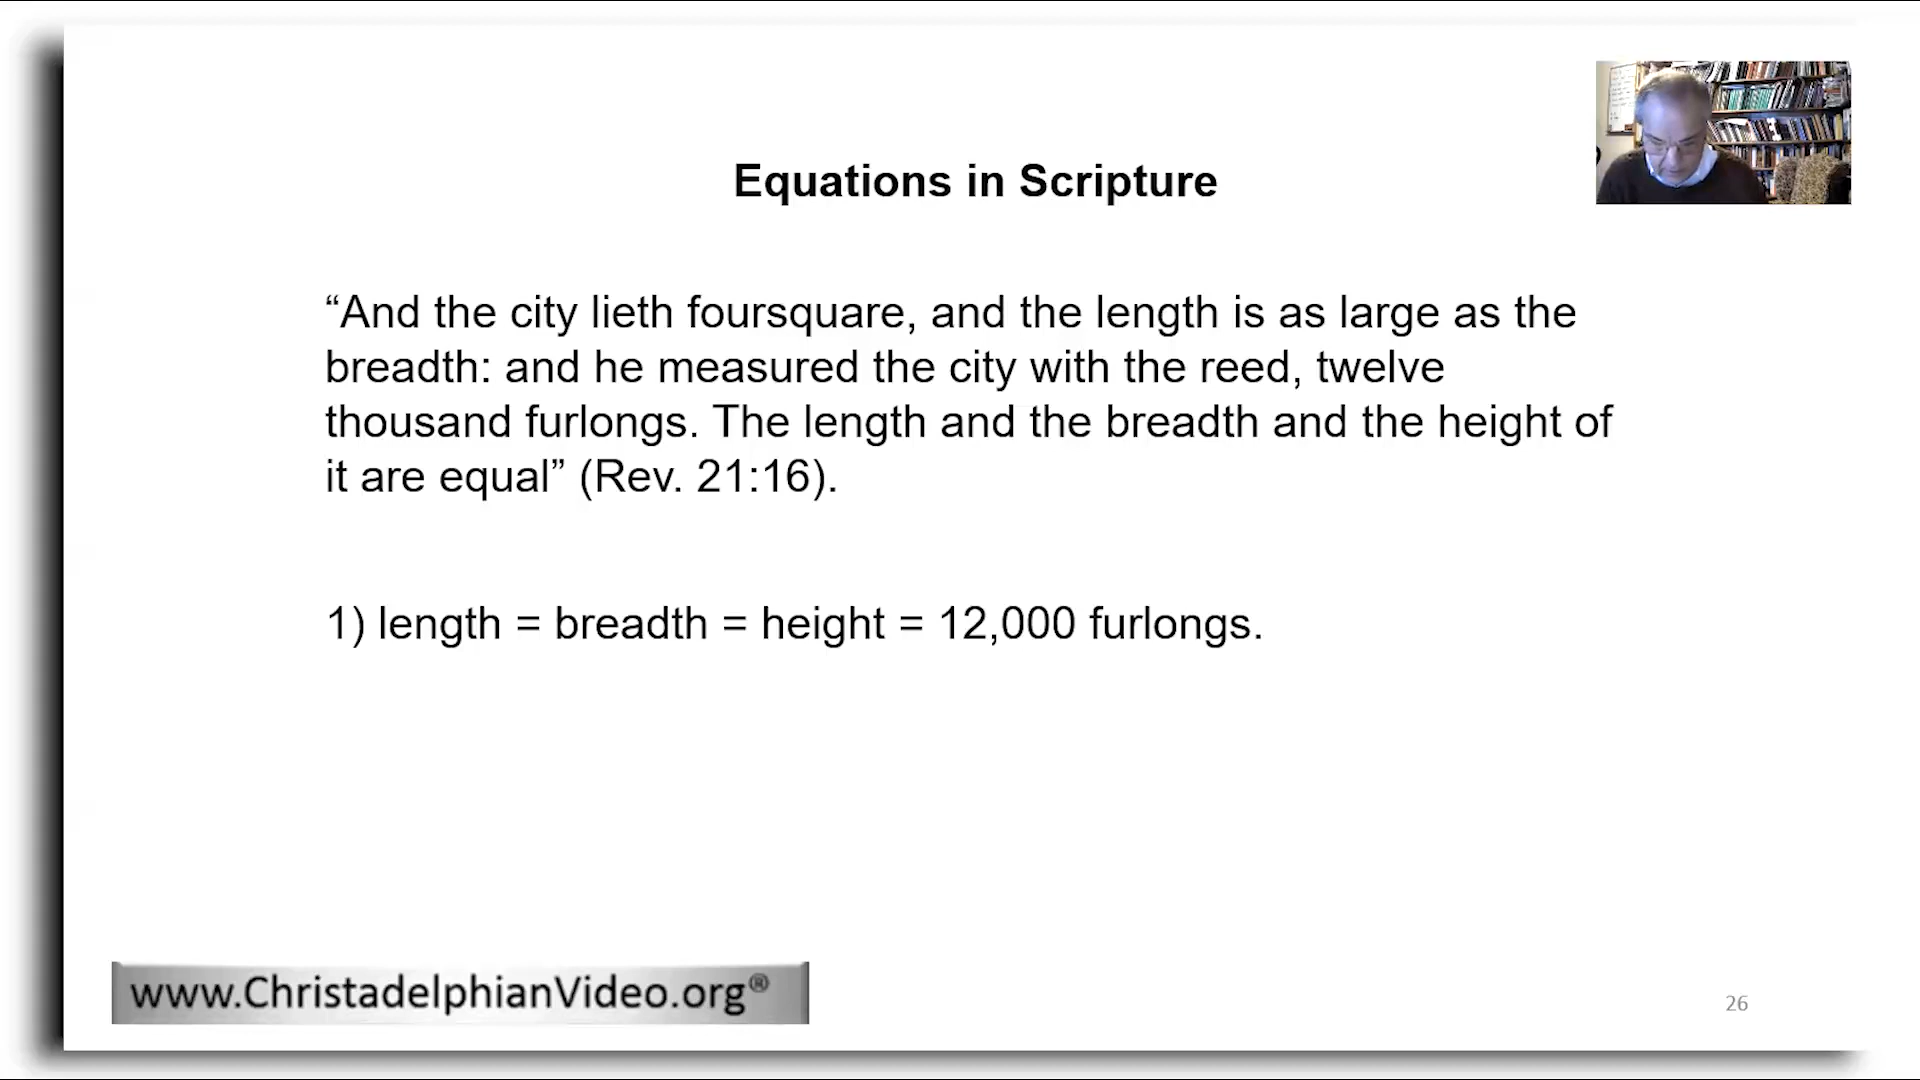 Equations in Scripture
“And the city lieth foursquare, and the length is as large as the
breadth: and he measured the city with the reed, twelve
thousand furlongs. The length and the breadth and the height of
it are equal” (Rev. 21:16).
1) length = breadth = height = 12,000 furlongs.
www.ChristadelphianVideo.org®
26